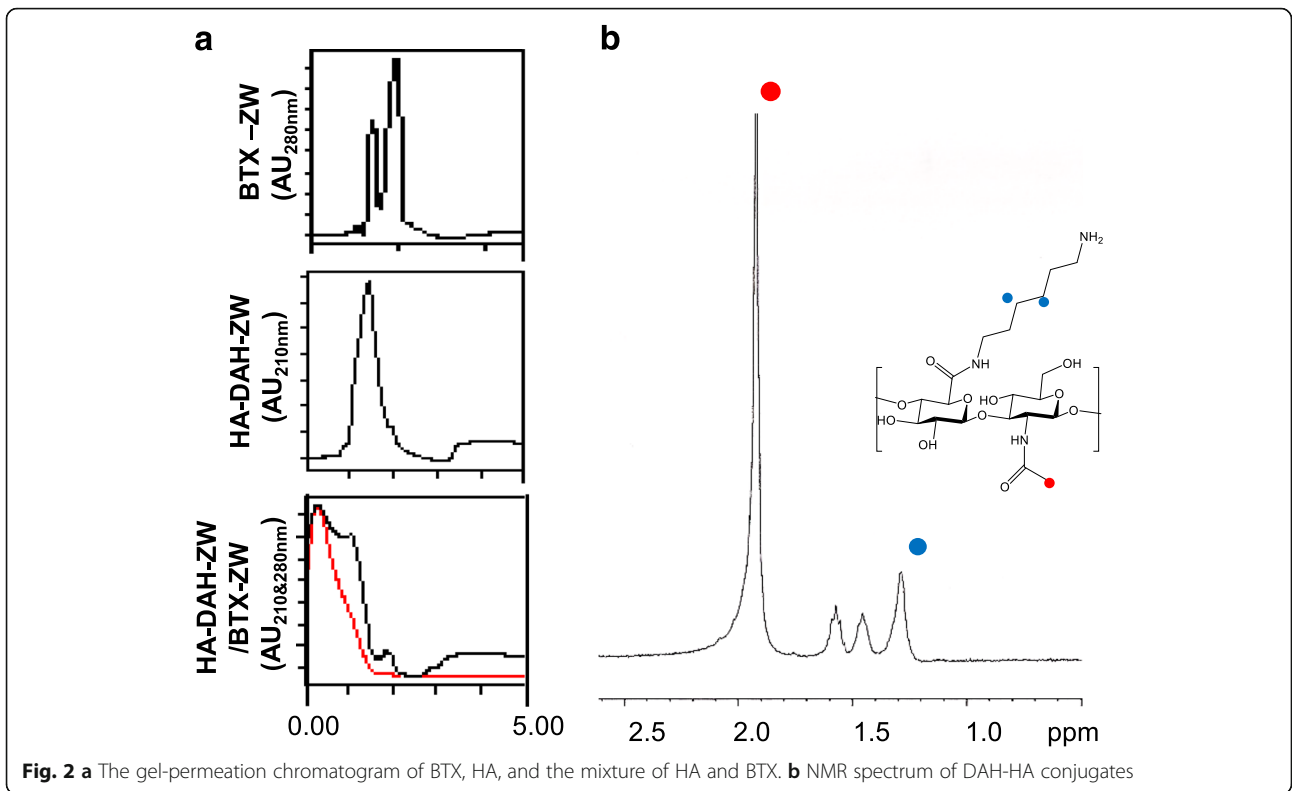 a
b
BTX –ZW
(AU280nm)
HA-DAH-ZW
(AU210nm)
HA-DAH-ZW
/BTX-ZW
(AU210&280nm)
0.00 5.00
NH2
O
NH
OH
O
O
HO
O
O
O
HO
OH
HN
O
2.5 2.0 1.5 1.0 ppm
Fig. 2 a The gel-permeation chromatogram of BTX, HA, and the mixture of HA and BTX. b NMR spectrum of DAH-HA conjugates